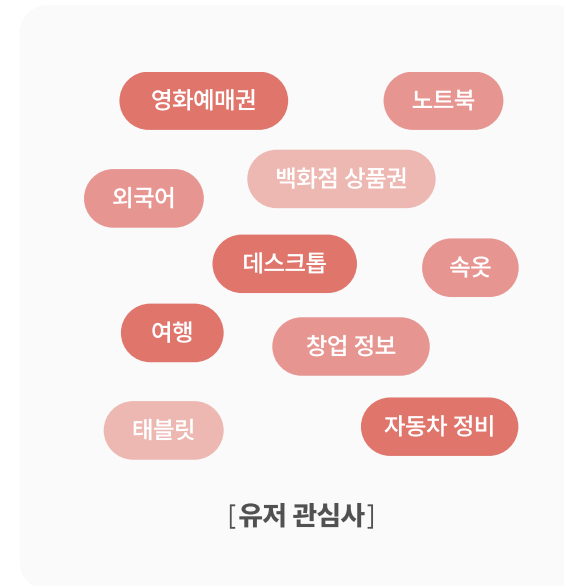 영화예매권
노트북
외국어
백화점 상품권
데스크톱
속옷
여행
창업 정보
태블릿
자동차 정비
[유저 관심사]